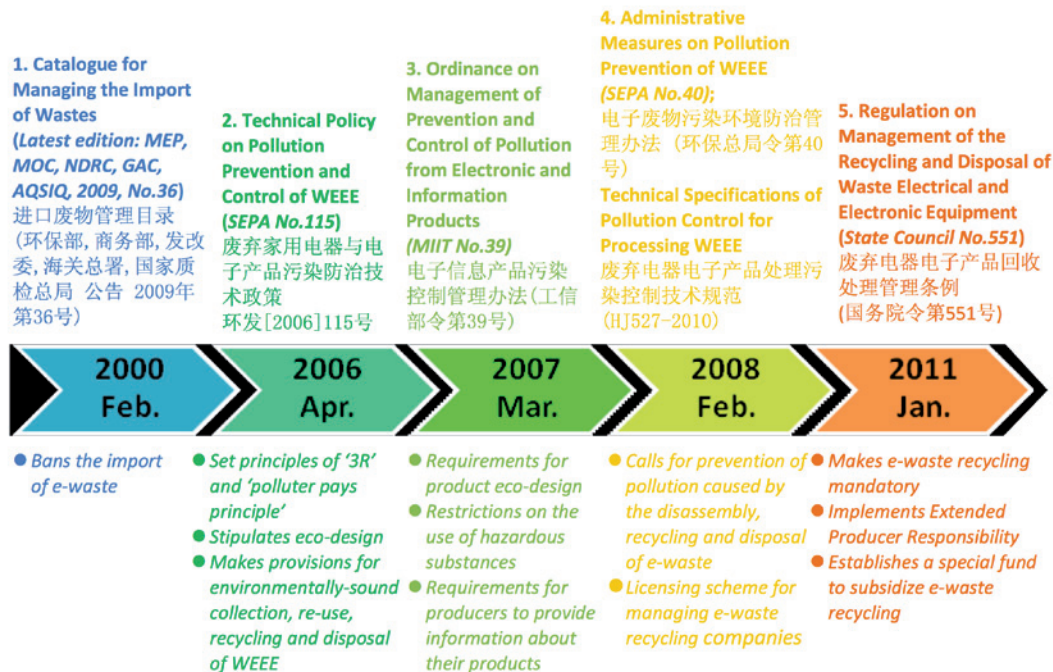 1. Catalogue for
Managing the Import
of Wastes
(Latest edition: MEP,
MOC, NDRC, GAC,
AQSIQ, 2009, No.36)
进口废物管理目录
(环保部, 商务部, 发改
委, 海关总署, 国家质
检总局 公告 2009年
第36号)
2. Technical Policy
on Pollution
Prevention and
Control of WEEE
(SEPA No.115)
废弃家用电器与电
子产品污染防治技
术政策
环发[2006]115号
3. Ordinance on
Management of
Prevention and
Control of Pollution
from Electronic and
Information
Products
(MIIT No.39)
电子信息产品污染
控制管理办法(工信
部令第39号)
4. Administrative
Measures on Pollution
Prevention of WEEE
(SEPA No.40);
电子废物污染环境防治管
理办法 (环保总局令第40
号)
Technical Specifications of
Pollution Control for
Processing WEEE
废弃电器电子产品处理污
染控制技术规范
(HJ527-2010)
5. Regulation on
Management of the
Recycling and Disposal of
Waste Electrical and
Electronic Equipment
(State Council No.551)
废弃电器电子产品回收
处理管理条例
(国务院令第551号)
2000
Feb.
2006
Apr.
2007
Mar.
2008
Feb.
2011
Jan.
● Bans the import
of e-waste
● Set principles of ‘3R’
and ‘polluter pays
principle’
● Stipulates eco-design
● Makes provisions for
environmentally-sound
collection, re-use,
recycling and disposal
of WEEE
● Requirements for
product eco-design
● Restrictions on the
use of hazardous
substances
● Requirements for
producers to provide
information about
their products
● Calls for prevention of
pollution caused by
the disassembly,
recycling and disposal
of e-waste
● Licensing scheme for
managing e-waste
recycling companies
● Makes e-waste recycling
mandatory
● Implements Extended
Producer Responsibility
● Establishes a special fund
to subsidize e-waste
recycling